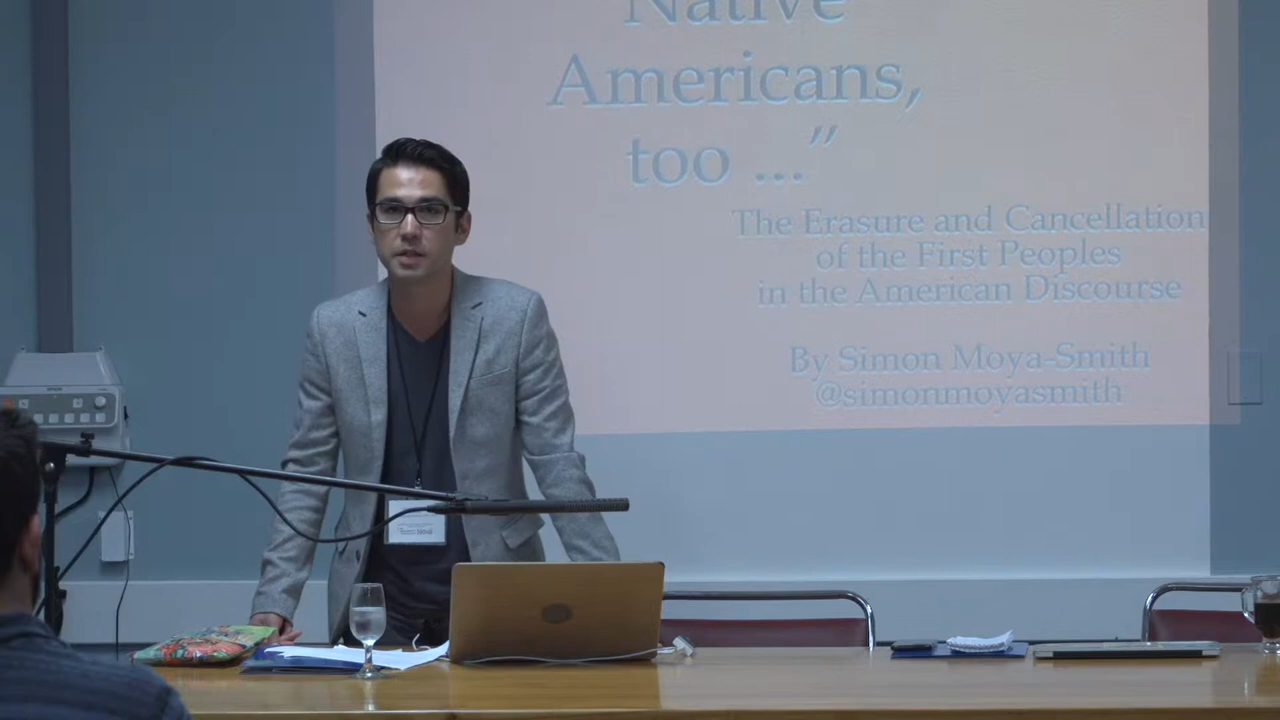 Native
Americans,
too ...”
The Erasure and Cancellation
of the First Peoples
in the American Discourse
By Simon Moya-Smith
@simonmoyasmith